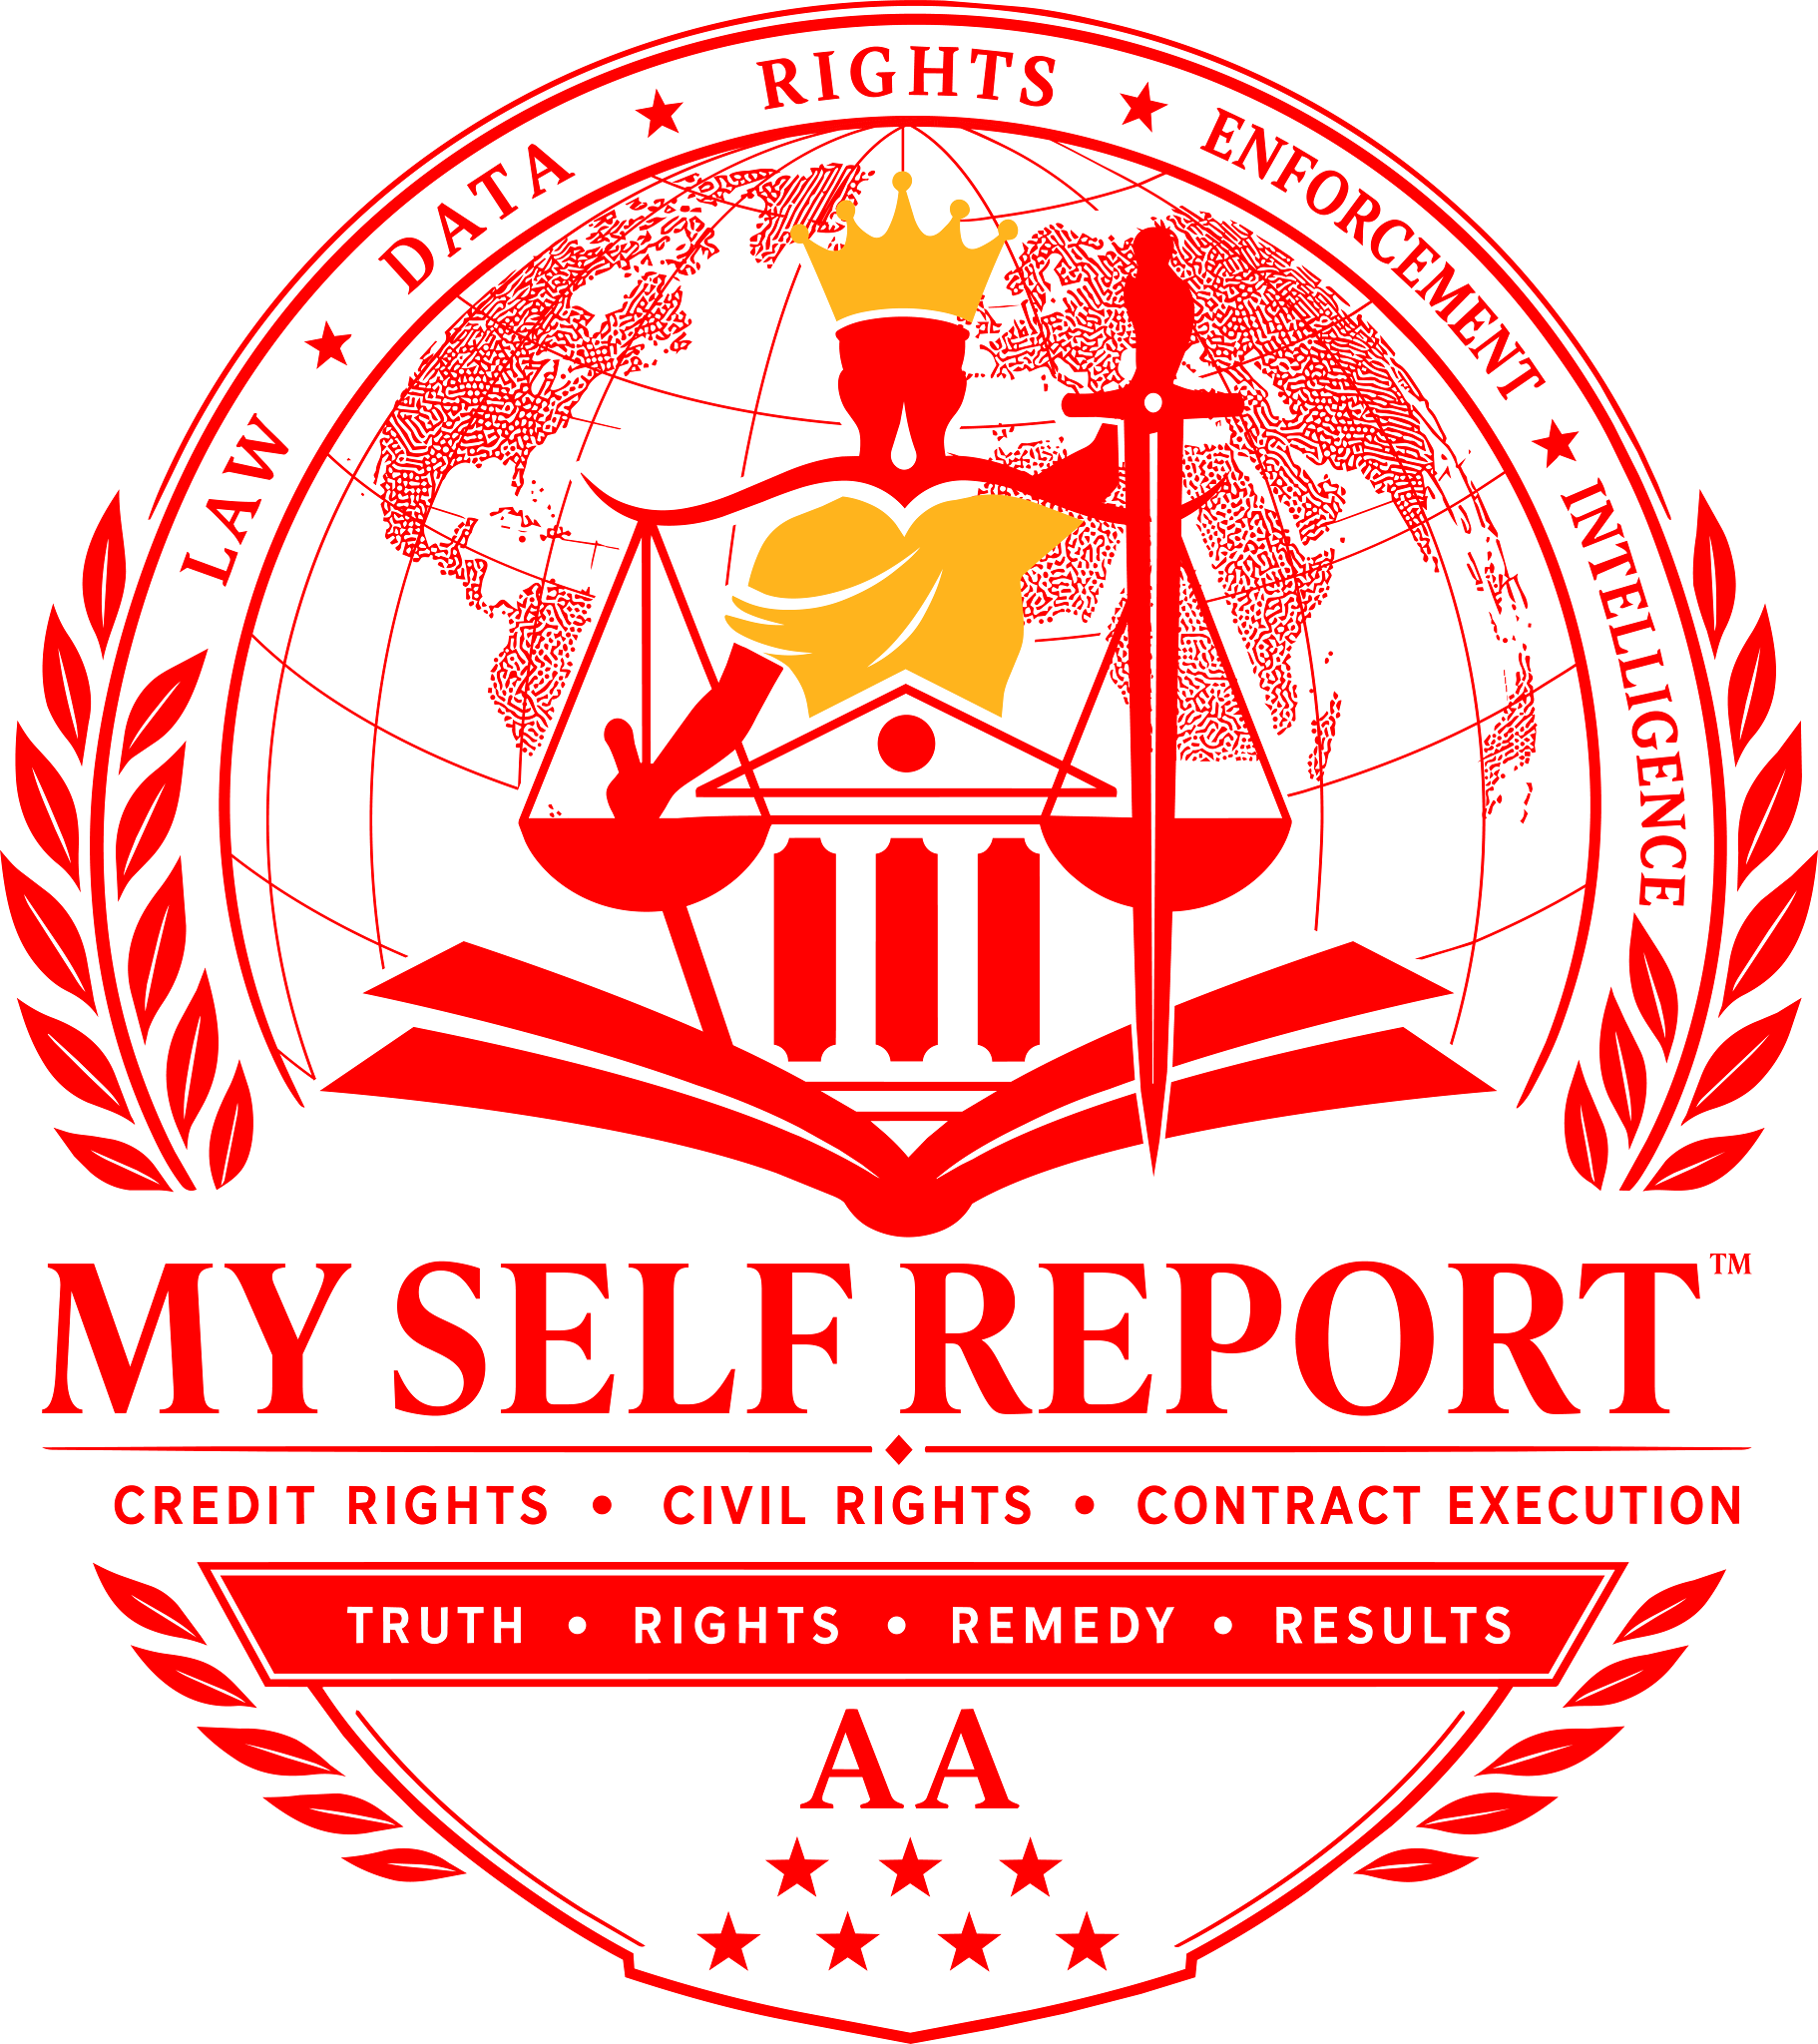 LAW ★ DATA ★ RIGHTS ★ ENFORCEMENT ★ INTELLIGENCE
MY SELF REPORT™
CREDIT RIGHTS • CIVIL RIGHTS • CONTRACT EXECUTION
TRUTH • RIGHTS • REMEDY • RESULTS
AA